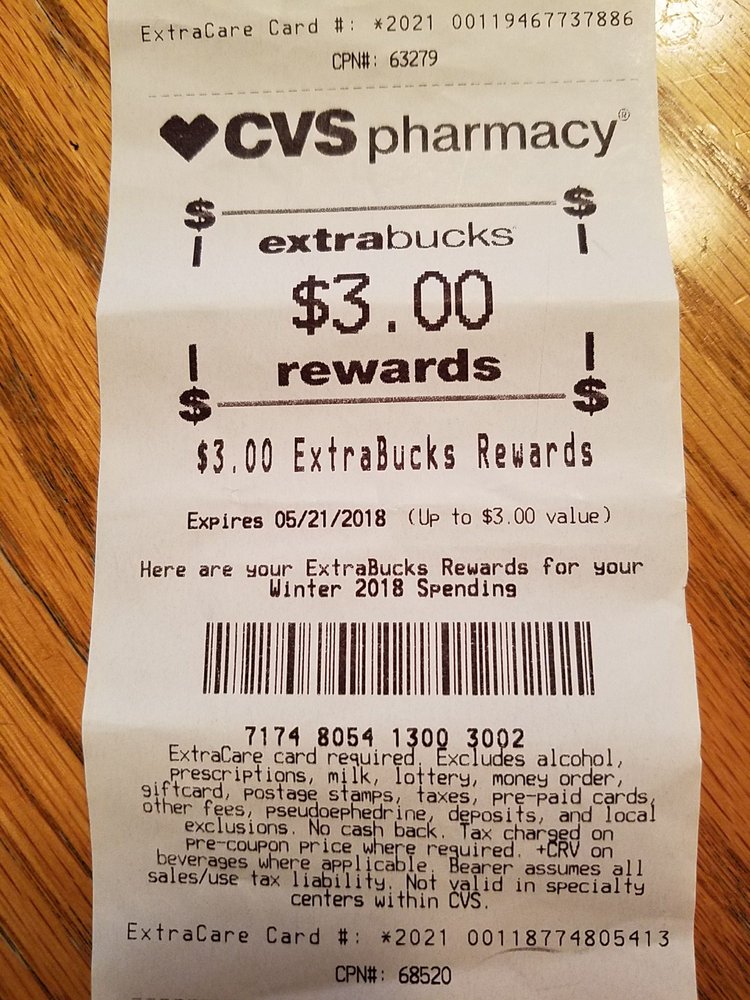 ExtraCare Card #: *2021 00119467737886
CPN#: 63279
CVS pharmacy®
$ $
extrabucks
$3.00
rewards
$ $
$3.00 ExtraBucks Rewards
Expires 05/21/2018 (Up to $3.00 value)
Here are your ExtraBucks Rewards for your
Winter 2018 Spending
7174 8054 1300 3002
ExtraCare card required. Excludes alcohol,
prescriptions, milk, lottery, money order,
giftcard, postage stamps, taxes, pre-paid cards,
other fees, pseudoephedrine, deposits, and local
exclusions. No cash back. Tax charged on
pre-coupon price where required. +CRV on
beverages where applicable. Bearer assumes all
sales/use tax liability. Not valid in specialty
centers within CVS.
ExtraCare Card #: *2021 00118774805413
CPN#: 68520